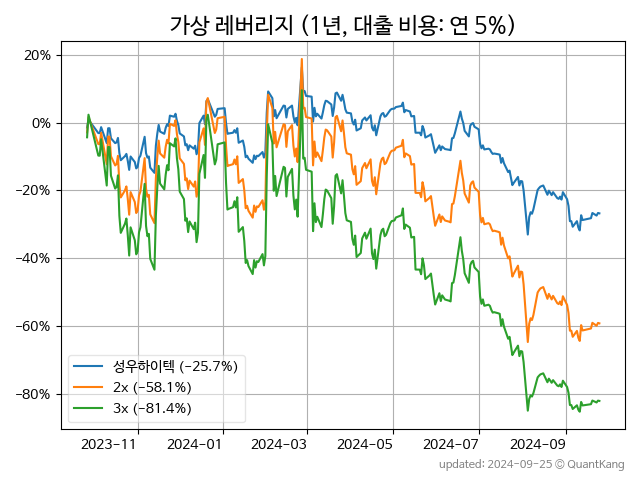 가상 레버리지 (1년, 대출 비용: 연 5%)
20%
0%
−20%
−40%
−60%
−80%
성우하이텍 (−25.7%)
2x (−58.1%)
3x (−81.4%)
2023-11 2024-01 2024-03 2024-05 2024-07 2024-09
updated: 2024-09-25 © QuantKang